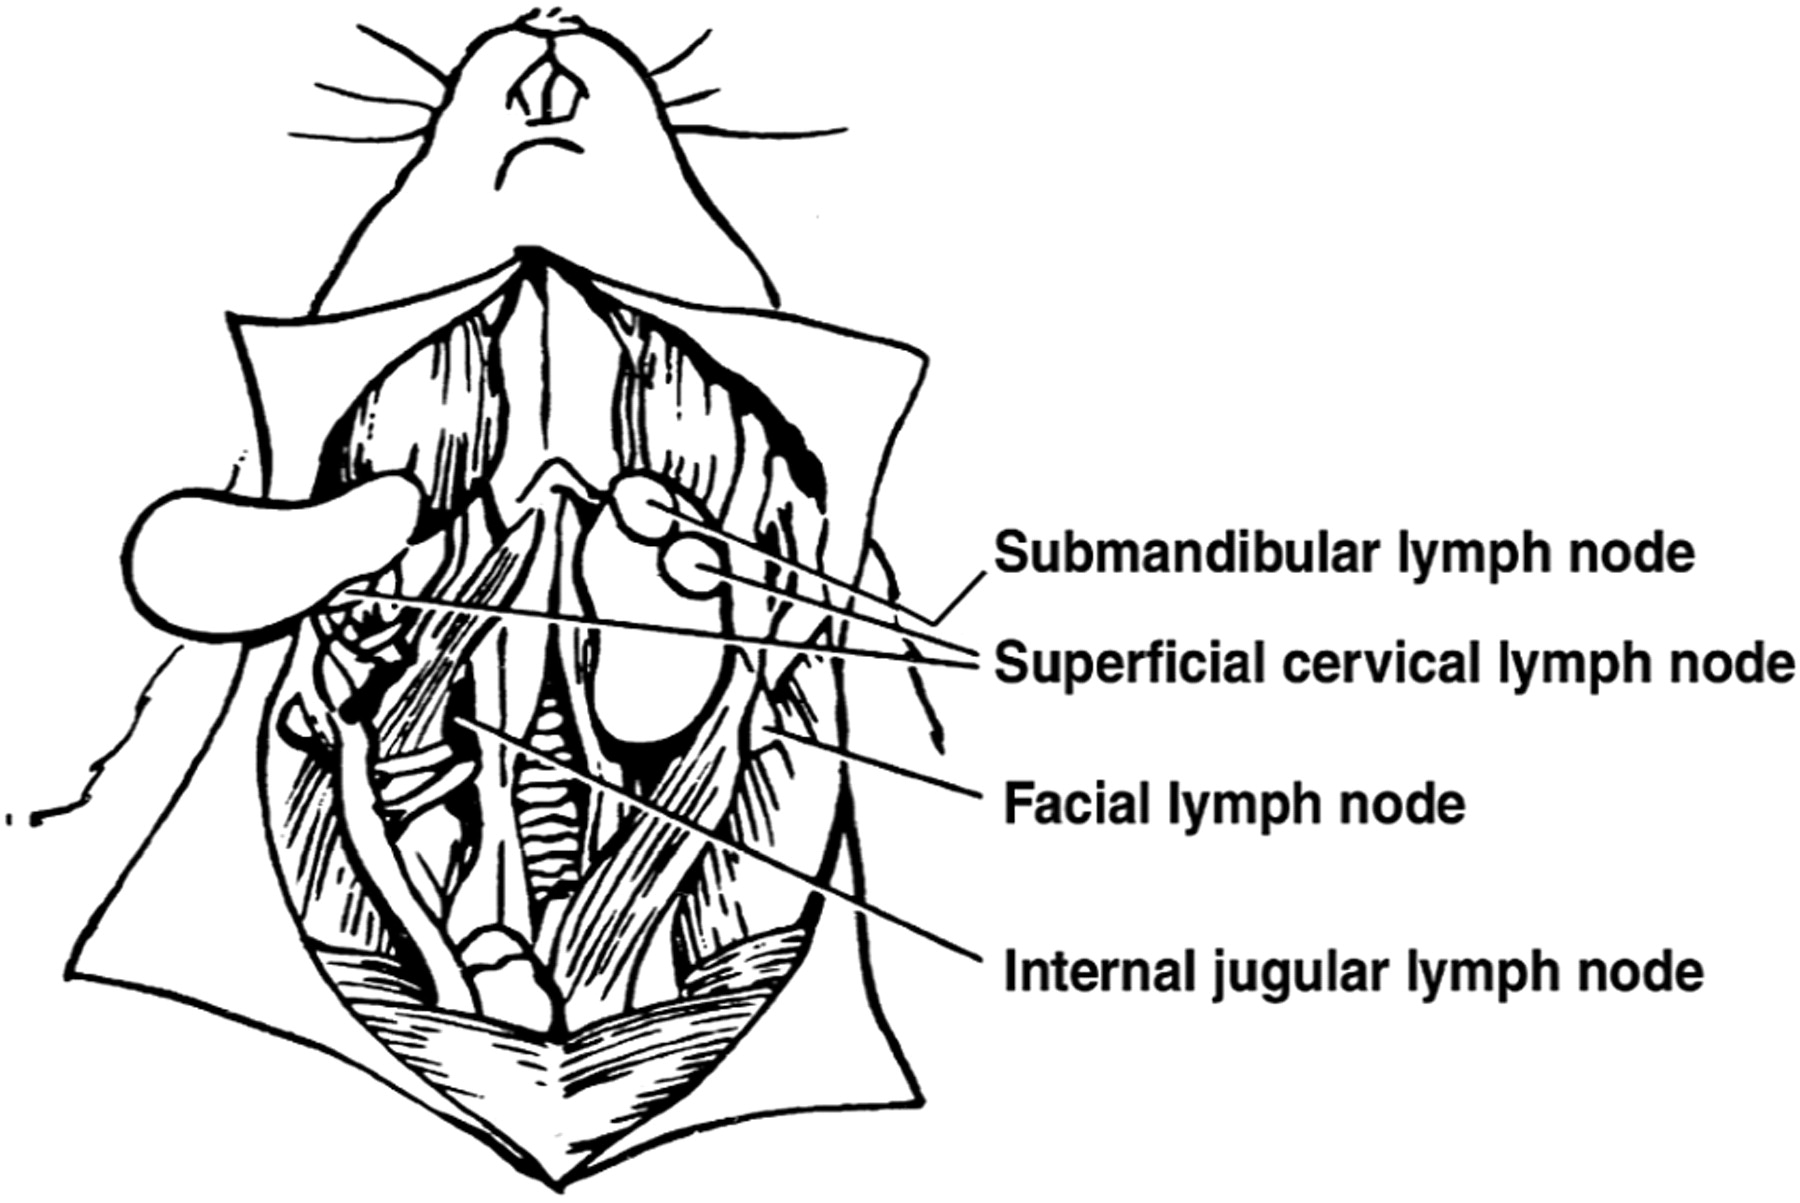 Submandibular lymph node
Superficial cervical lymph node
Facial lymph node
Internal jugular lymph node